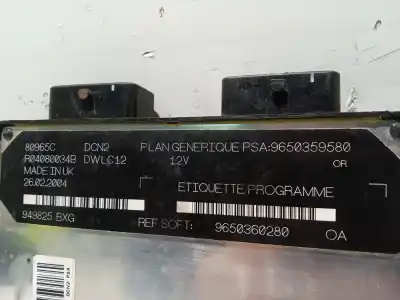 80965C DCN2 PLAN GENERIQUE PSA:9650359580
R04080034B DWLC12 12V OR
MADE IN UK
26.02.2004 ETIQUETTE PROGRAMME
949825 BXG REF SOFT: 9650360280 OA